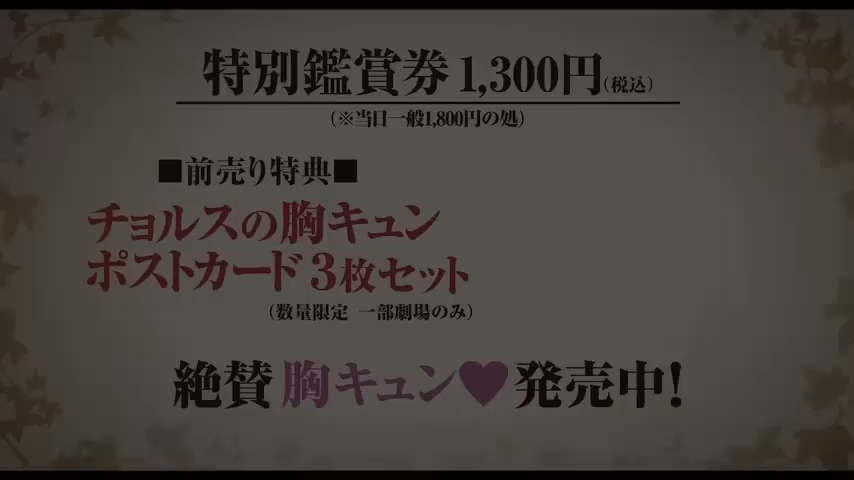 特別鑑賞券 1,300円(税込)
(※当日一般1,800円の処)
■前売り特典■
チョルスの胸キュン
ポストカード3枚セット
(数量限定 一部劇場のみ)
絶賛胸キュン♥発売中!